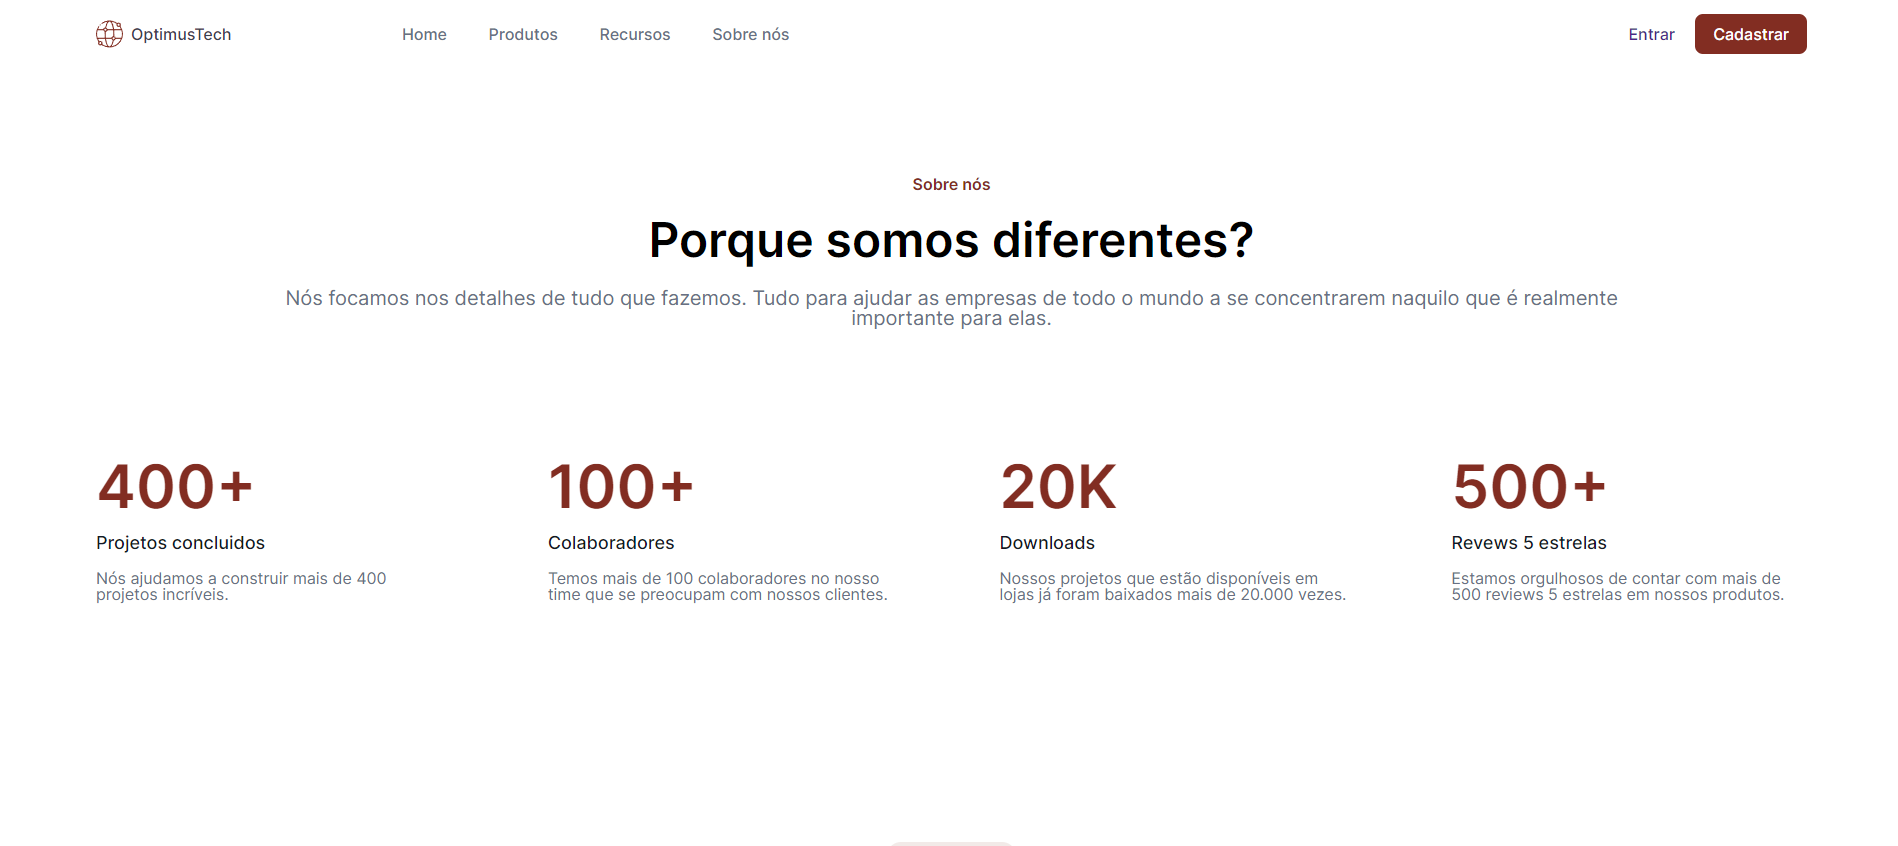 OptimusTech
Home
Produtos
Recursos
Sobre nós
Entrar
Cadastrar
Sobre nós
Porque somos diferentes?
Nós focamos nos detalhes de tudo que fazemos. Tudo para ajudar as empresas de todo o mundo a se concentrarem naquilo que é realmente
importante para elas.
400+
Projetos concluidos
Nós ajudamos a construir mais de 400
projetos incríveis.
100+
Colaboradores
Temos mais de 100 colaboradores no nosso
time que se preocupam com nossos clientes.
20K
Downloads
Nossos projetos que estão disponíveis em
lojas já foram baixados mais de 20.000 vezes.
500+
Revews 5 estrelas
Estamos orgulhosos de contar com mais de
500 reviews 5 estrelas em nossos produtos.